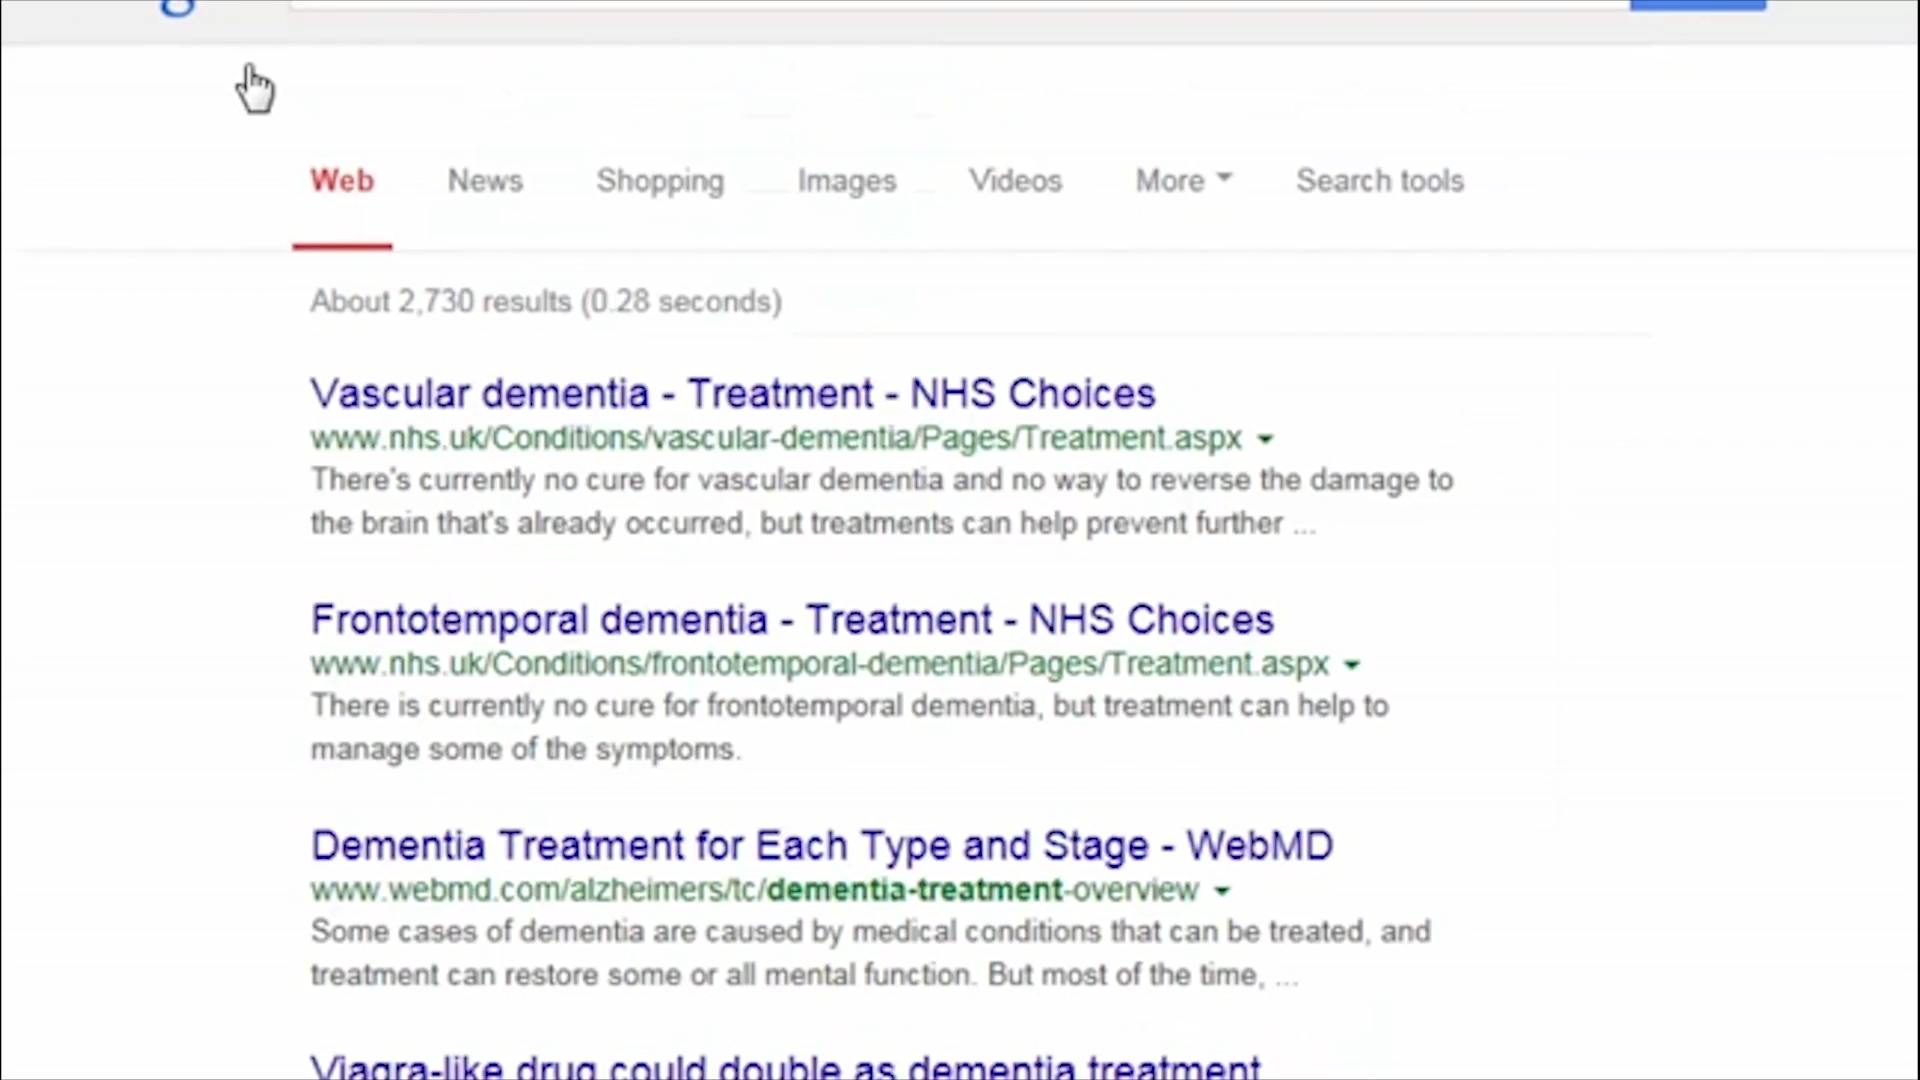 Web News Shopping Images Videos More Search tools
About 2,730 results (0.28 seconds)
Vascular dementia - Treatment - NHS Choices
www.nhs.uk/Conditions/vascular-dementia/Pages/Treatment.aspx
There's currently no cure for vascular dementia and no way to reverse the damage to
the brain that's already occurred, but treatments can help prevent further ...
Frontotemporal dementia - Treatment - NHS Choices
www.nhs.uk/Conditions/frontotemporal-dementia/Pages/Treatment.aspx
There is currently no cure for frontotemporal dementia, but treatment can help to
manage some of the symptoms.
Dementia Treatment for Each Type and Stage - WebMD
www.webmd.com/alzheimers/tc/dementia-treatment-overview
Some cases of dementia are caused by medical conditions that can be treated, and
treatment can restore some or all mental function. But most of the time, ...
Viagra-like drug could double as dementia treatment